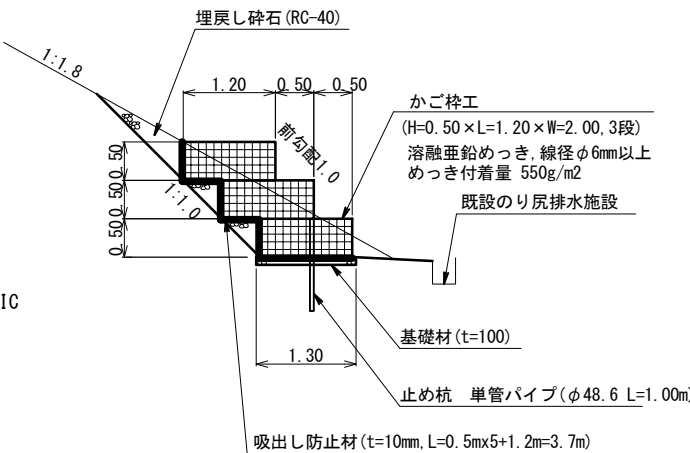 埋戻し砕石(RC-40)
1:1.8
1.20
0.50
0.50
かご枠工
(H=0.50×L=1.20×W=2.00,3段)
溶融亜鉛めっき,線径φ6mm以上
めっき付着量 550g/m2
前勾配1.0
0.50
0.50
0.50
1:1.0
既設のり尻排水施設
IC
基礎材(t=100)
1.30
止め杭 単管パイプ(φ48.6 L=1.00m)
吸出し防止材(t=10mm,L=0.5mx5+1.2m=3.7m)